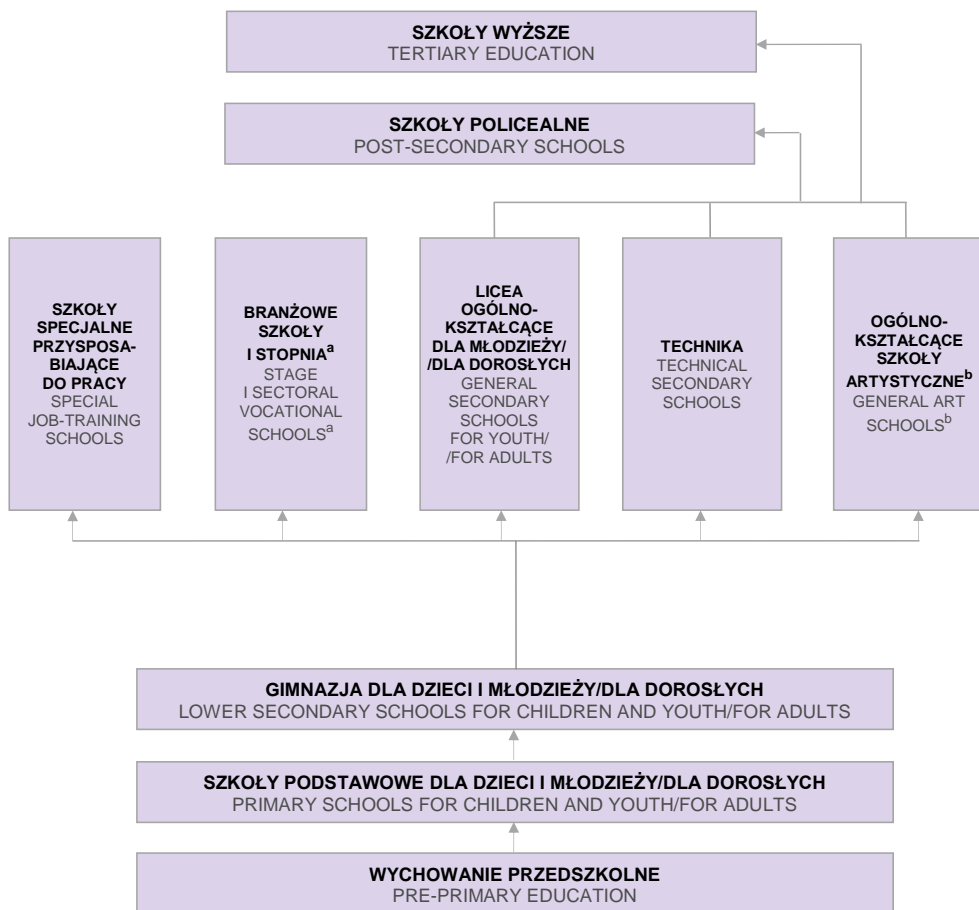 SZKOŁY WYŻSZE
TERTIARY EDUCATION
SZKOŁY POLICEALNE
POST-SECONDARY SCHOOLS
SZKOŁY
SPECJALNE
PRZYSPOSA-
BIAJĄCE
DO PRACY
SPECIAL
JOB-TRAINING
SCHOOLS
BRANŻOWE
SZKOŁY
I STOPNIAᵃ
STAGE
I SECTORAL
VOCATIONAL
SCHOOLSᵃ
LICEA
OGÓLNO-
KSZTAŁCĄCE
DLA MŁODZIEŻY/
/DLA DOROSŁYCH
GENERAL
SECONDARY
SCHOOLS
FOR YOUTH/
/FOR ADULTS
TECHNIKA
TECHNICAL
SECONDARY
SCHOOLS
OGÓLNO-
KSZTAŁCĄCE
SZKOŁY
ARTYSTYCZNEᵇ
GENERAL ART
SCHOOLSᵇ
GIMNAZJA DLA DZIECI I MŁODZIEŻY/DLA DOROSŁYCH
LOWER SECONDARY SCHOOLS FOR CHILDREN AND YOUTH/FOR ADULTS
SZKOŁY PODSTAWOWE DLA DZIECI I MŁODZIEŻY/DLA DOROSŁYCH
PRIMARY SCHOOLS FOR CHILDREN AND YOUTH/FOR ADULTS
WYCHOWANIE PRZEDSZKOLNE
PRE-PRIMARY EDUCATION